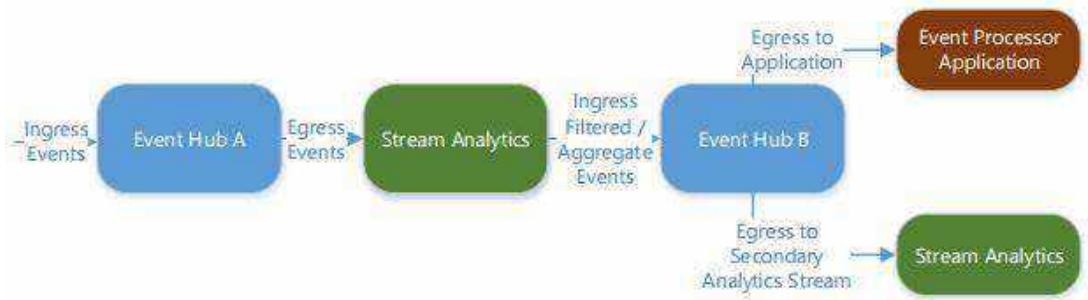 Ingress
Events
Event Hub A
Egress
Events
Stream Analytics
Ingress
Filtered /
Aggregate
Events
Event Hub B
Egress to
Application
Event Processor
Application
Egress to
Secondary
Analytics Stream
Stream Analytics